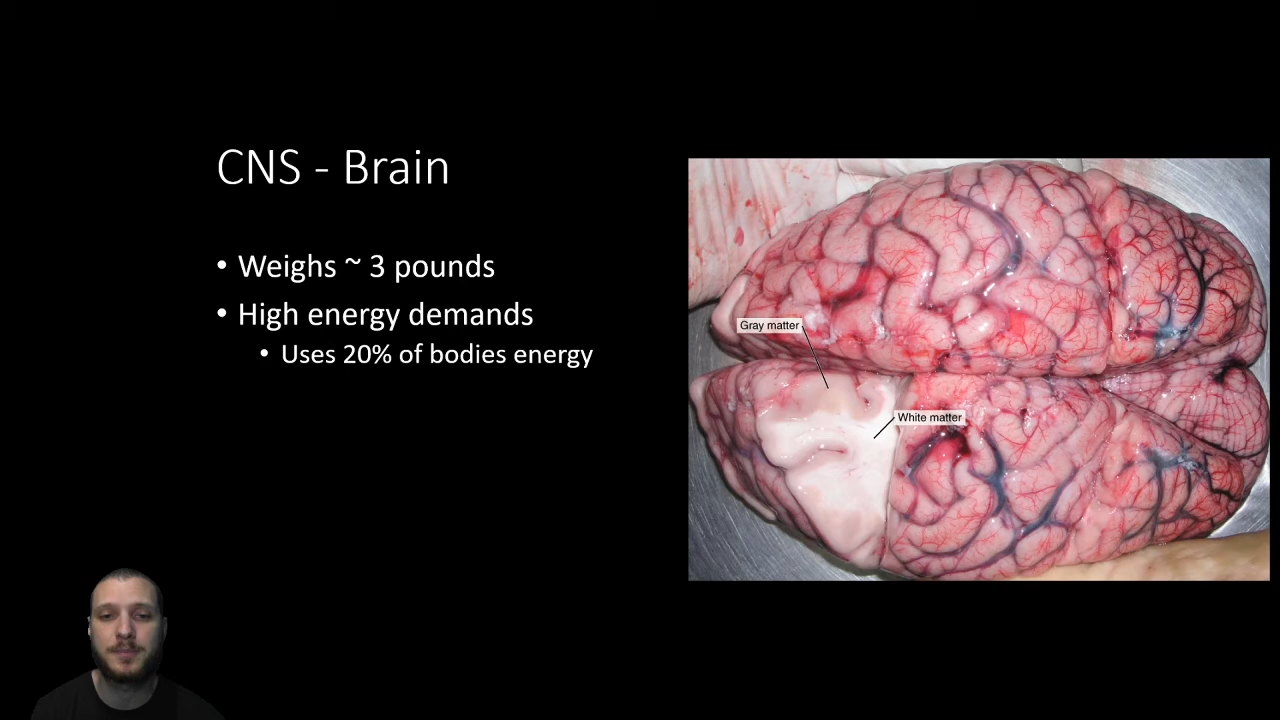 CNS - Brain
• Weighs ~ 3 pounds
• High energy demands
• Uses 20% of bodies energy
Gray matter
White matter